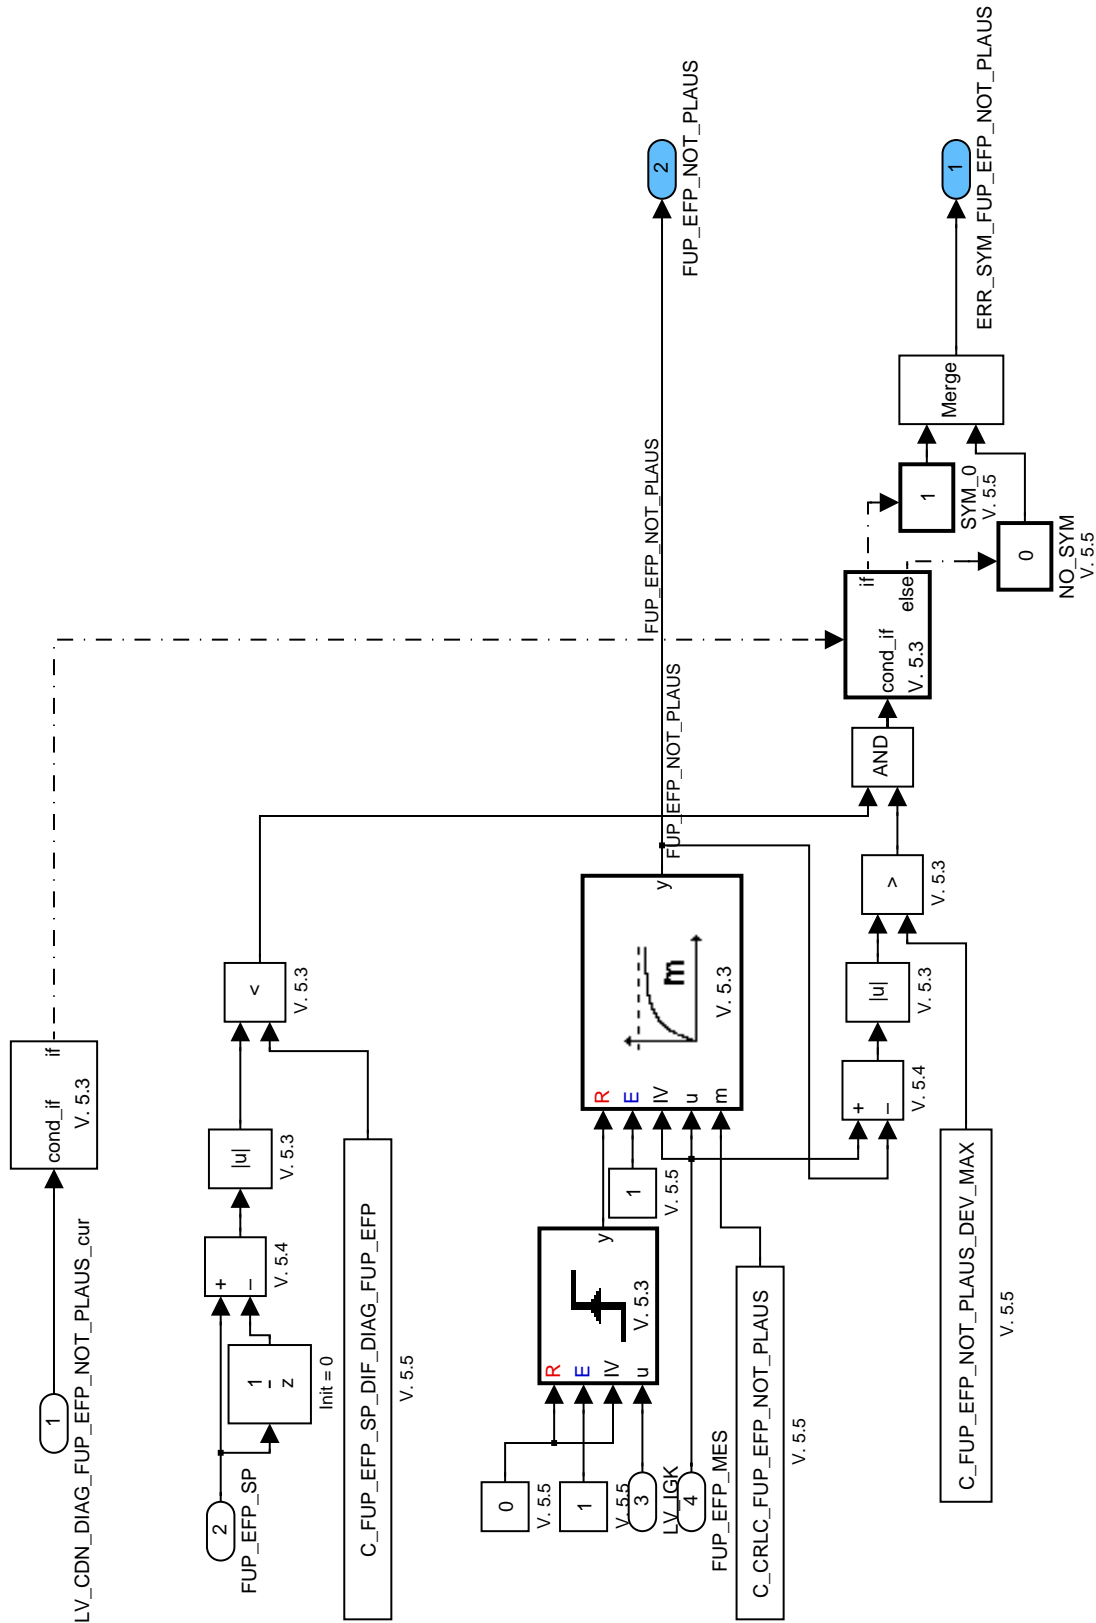 1
LV_CDN_DIAG_FUP_EFP_NOT_PLAUS_cur
cond_if
if
V. 5.3
2
FUP_EFP_SP
1
z
Init = 0
+
−
V. 5.4
|u|
V. 5.3
<
V. 5.3
C_FUP_EFP_SP_DIF_DIAG_FUP_EFP
V. 5.5
0
V. 5.5
1
V. 5.5
3
LV_IGK
4
FUP_EFP_MES
R
E
IV
u
y
V. 5.3
1
V. 5.5
C_CRLC_FUP_EFP_NOT_PLAUS
V. 5.5
R
E
IV
u
m
m
y
V. 5.3
FUP_EFP_NOT_PLAUS
FUP_EFP_NOT_PLAUS
2
FUP_EFP_NOT_PLAUS
+
−
V. 5.4
|u|
V. 5.3
>
V. 5.3
C_FUP_EFP_NOT_PLAUS_DEV_MAX
V. 5.5
AND
cond_if
if
else
V. 5.3
1
SYM_0
V. 5.5
0
NO_SYM
V. 5.5
Merge
1
ERR_SYM_FUP_EFP_NOT_PLAUS